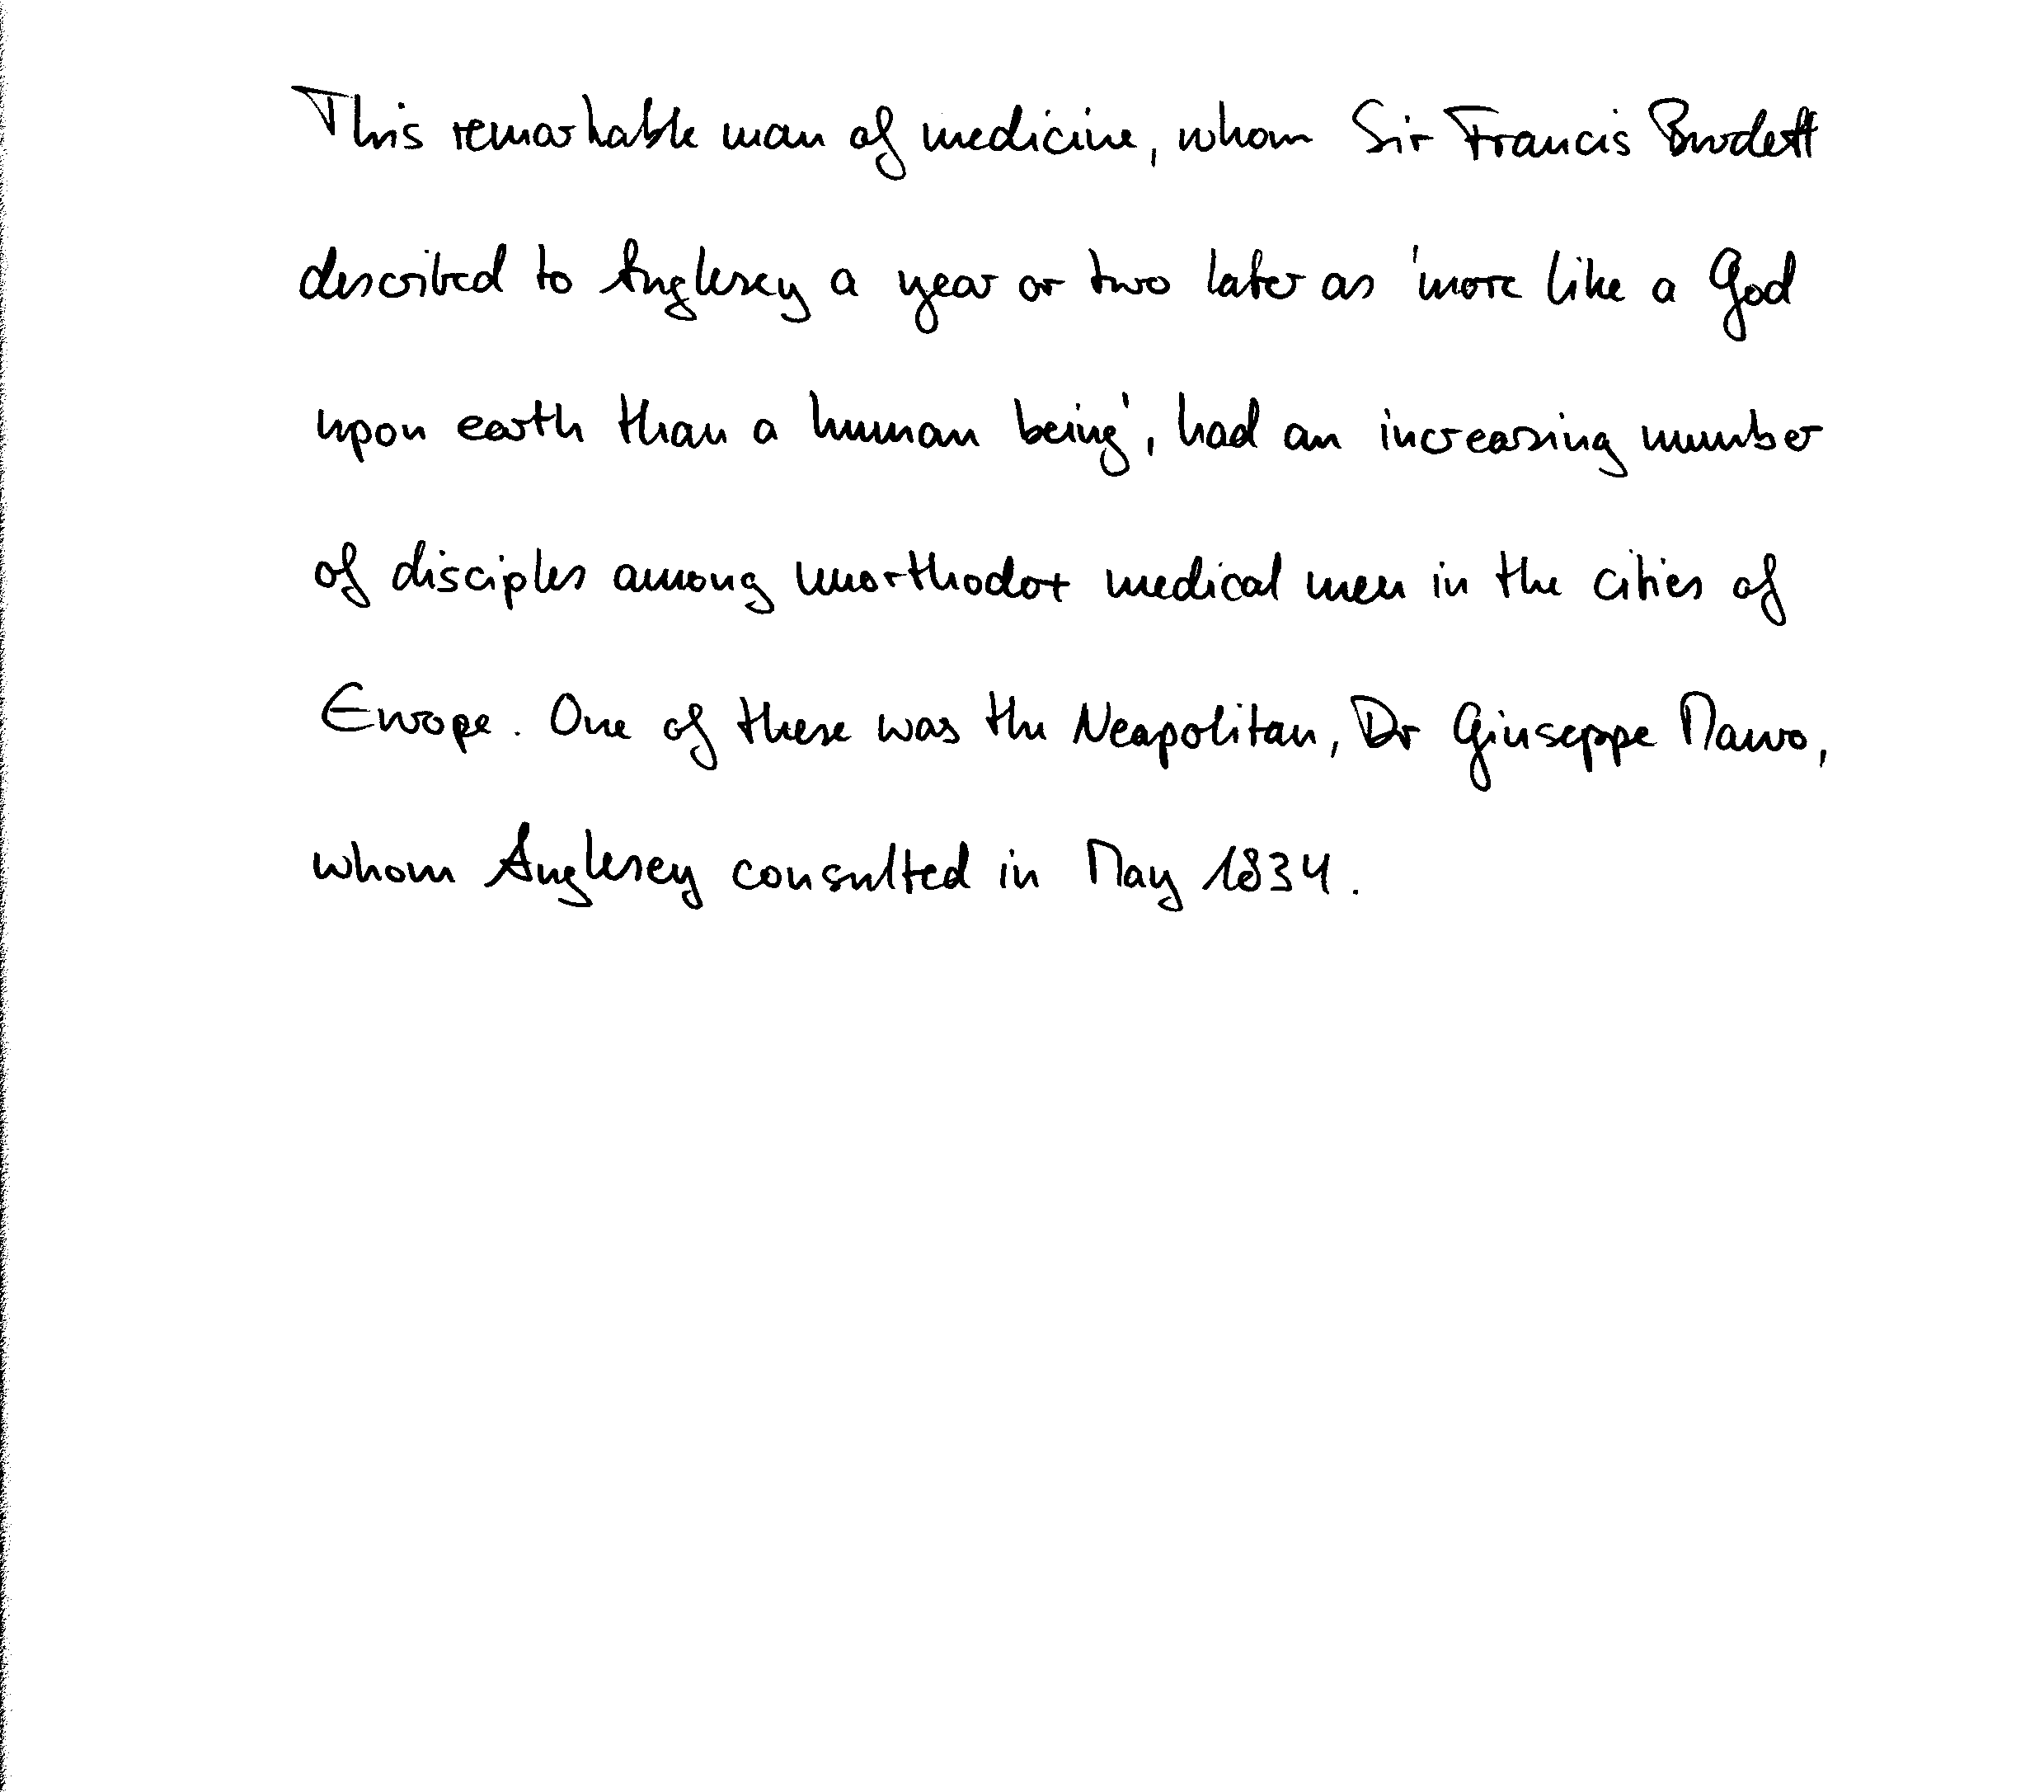 This remarkable man of medicine, whom Sir Francis Burdett
described to Anglesey a year or two later as 'more like a God
upon earth than a human being', had an increasing number
of disciples among unorthodox medical men in the cities of
Europe. One of these was the Neapolitan, Dr Giuseppe Mauro,
whom Anglesey consulted in May 1834.